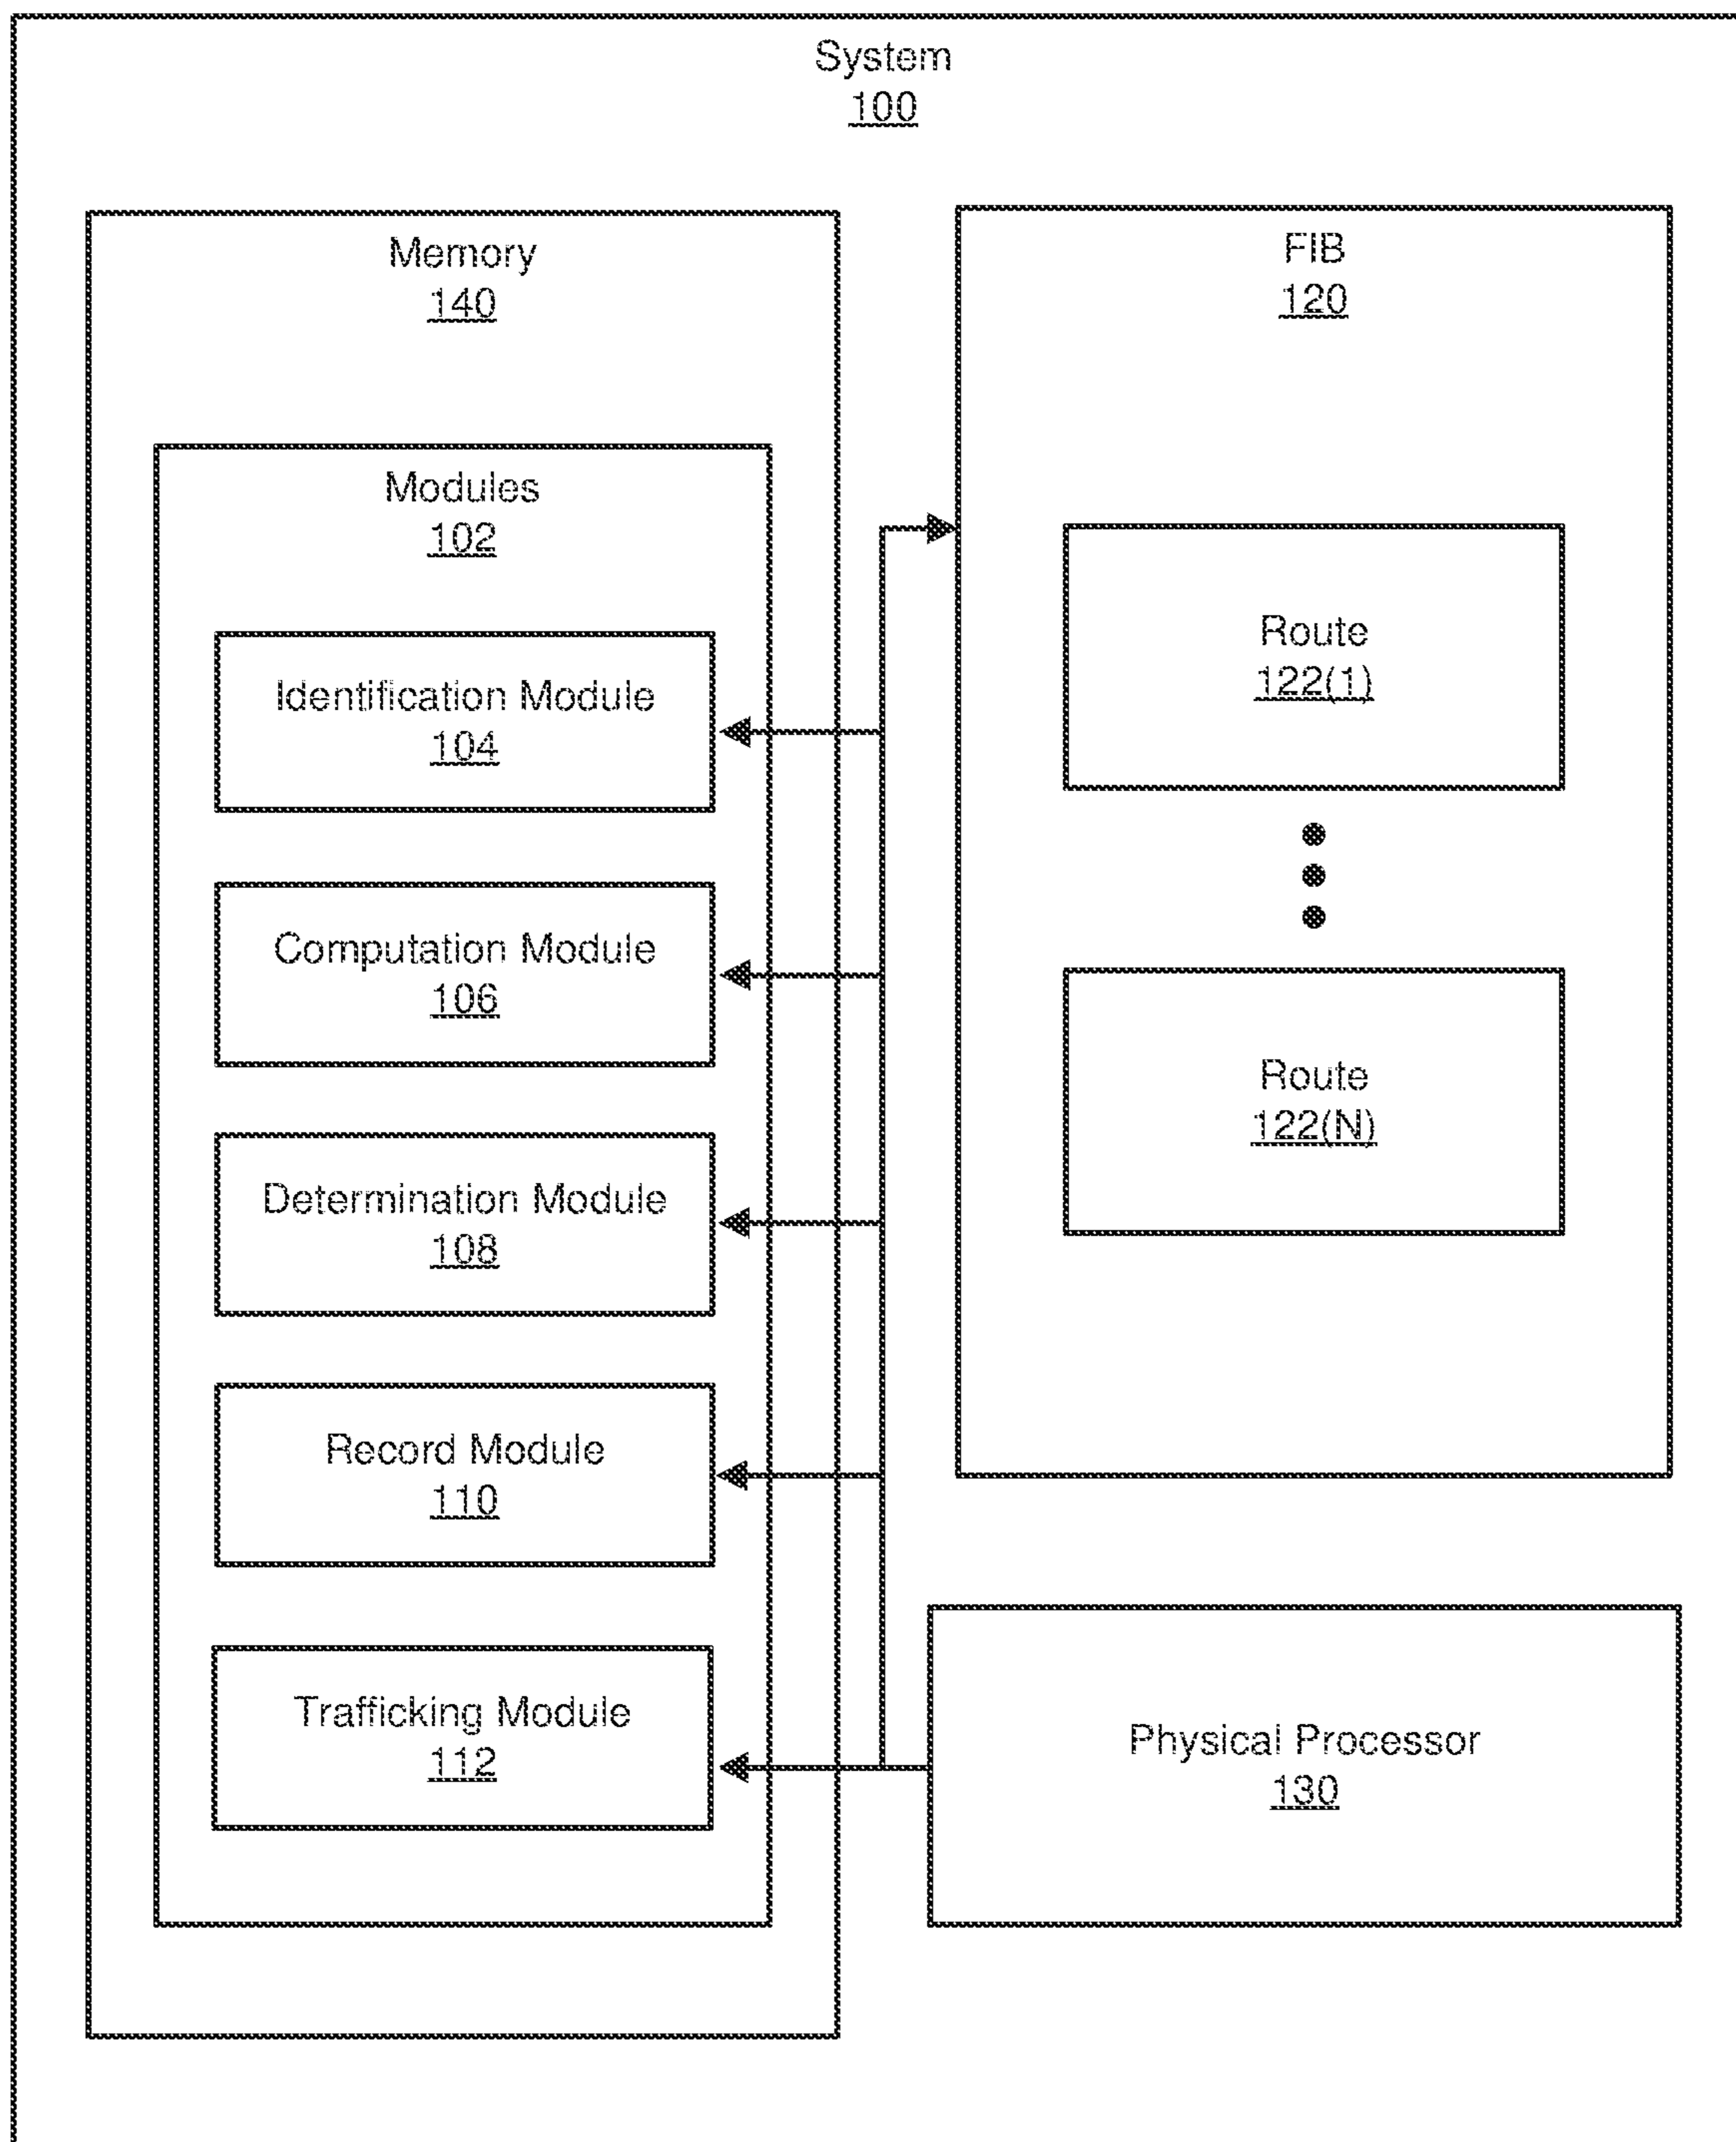 System
100
Memory
140
Modules
102
Identification Module
104
Computation Module
106
Determination Module
108
Record Module
110
Trafficking Module
112
FIB
120
Route
122(1)
Route
122(N)
Physical Processor
130